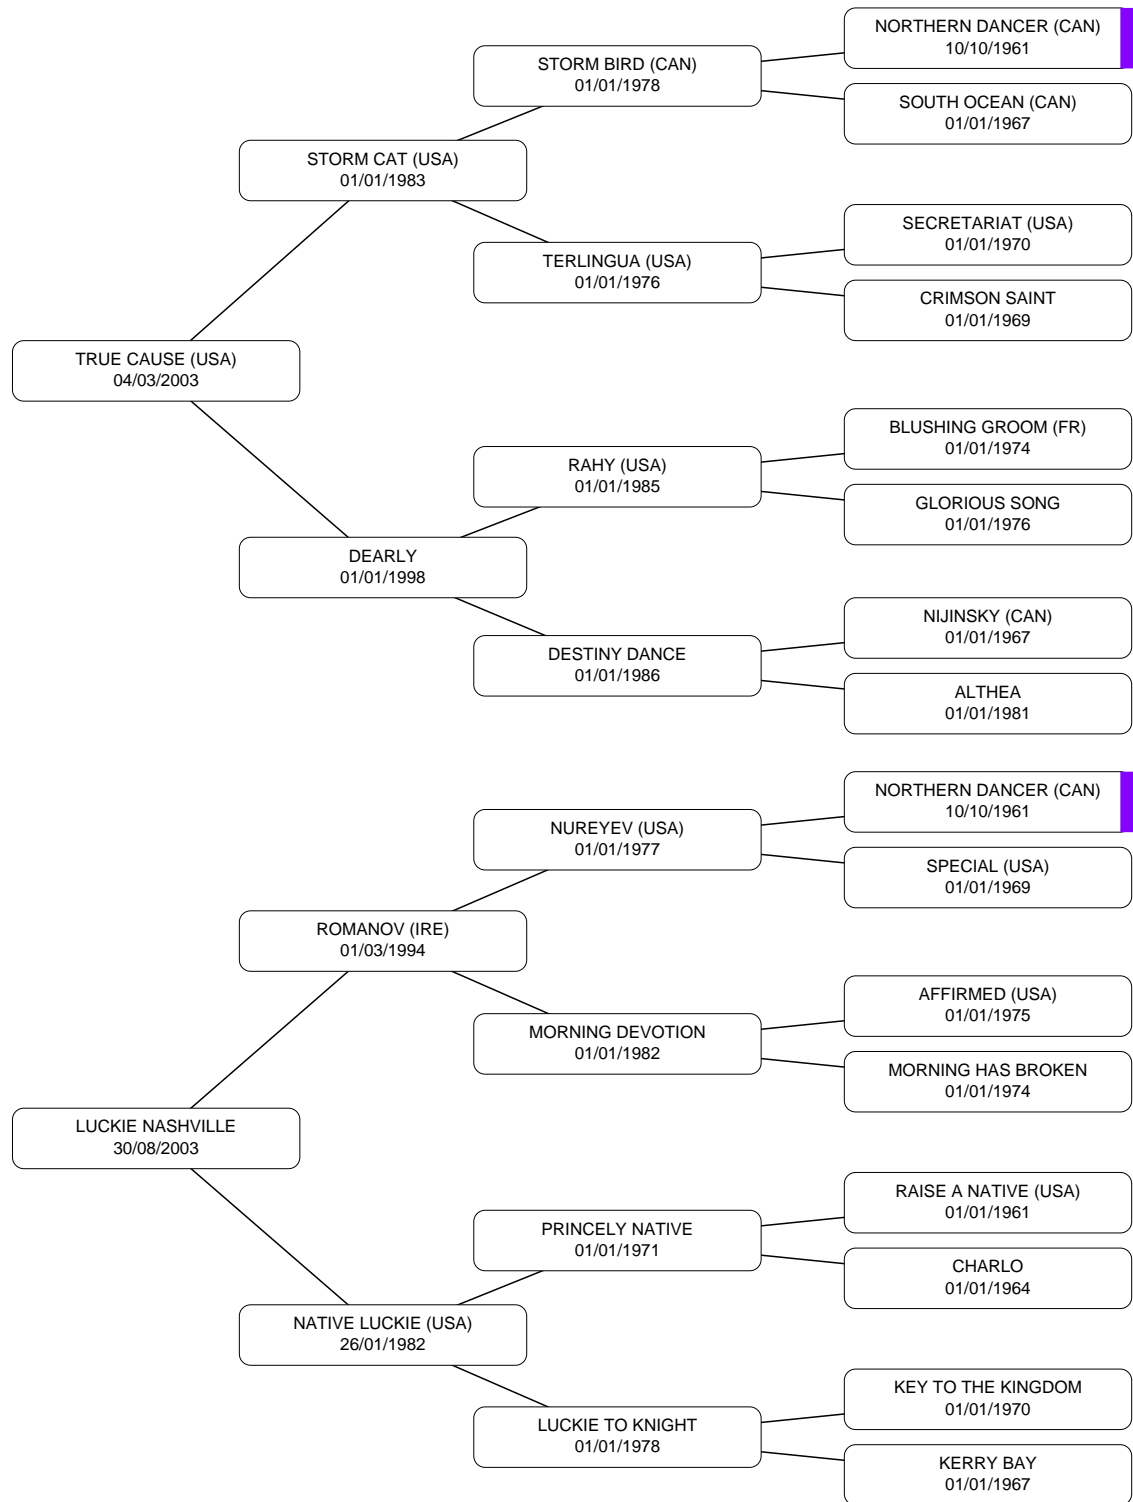 NORTHERN DANCER (CAN)
10/10/1961
STORM BIRD (CAN)
01/01/1978
SOUTH OCEAN (CAN)
01/01/1967
STORM CAT (USA)
01/01/1983
SECRETARIAT (USA)
01/01/1970
TERLINGUA (USA)
01/01/1976
CRIMSON SAINT
01/01/1969
TRUE CAUSE (USA)
04/03/2003
BLUSHING GROOM (FR)
01/01/1974
RAHY (USA)
01/01/1985
GLORIOUS SONG
01/01/1976
DEARLY
01/01/1998
NIJINSKY (CAN)
01/01/1967
DESTINY DANCE
01/01/1986
ALTHEA
01/01/1981
NORTHERN DANCER (CAN)
10/10/1961
NUREYEV (USA)
01/01/1977
SPECIAL (USA)
01/01/1969
ROMANOV (IRE)
01/03/1994
AFFIRMED (USA)
01/01/1975
MORNING DEVOTION
01/01/1982
MORNING HAS BROKEN
01/01/1974
LUCKIE NASHVILLE
30/08/2003
RAISE A NATIVE (USA)
01/01/1961
PRINCELY NATIVE
01/01/1971
CHARLO
01/01/1964
NATIVE LUCKIE (USA)
26/01/1982
KEY TO THE KINGDOM
01/01/1970
LUCKIE TO KNIGHT
01/01/1978
KERRY BAY
01/01/1967